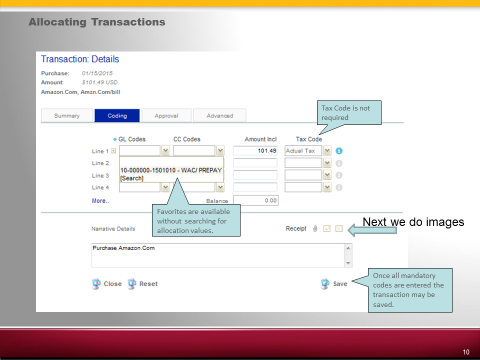 Allocating Transactions
Transaction: Details
Purchase: 01/15/2015
Amount: $101.49 USD
Amazon.Com, Amzn.Com/bill
Summary Coding Approval Advanced
GL Codes CC Codes Amount Incl Tax Code
Line 1 101.49 Actual Tax
Line 2
Line 3
Line 4
10-000000-1501010 - WAC/ PREPAY
[Search]
More.. Balance 0.00
Tax Code is not
required
Favorites are available
without searching for
allocation values.
Narrative Details Receipt
Next we do images
Purchase Amazon.Com
Close Reset Save
Once all mandatory
codes are entered the
transaction may be
saved.
10